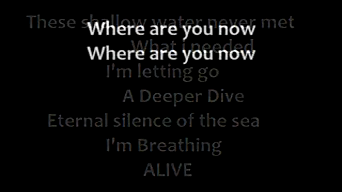 These shallow water never met
Where are you now
What i needed
Where are you now
I'm letting go
A Deeper Dive
Eternal silence of the sea
I'm Breathing
ALIVE